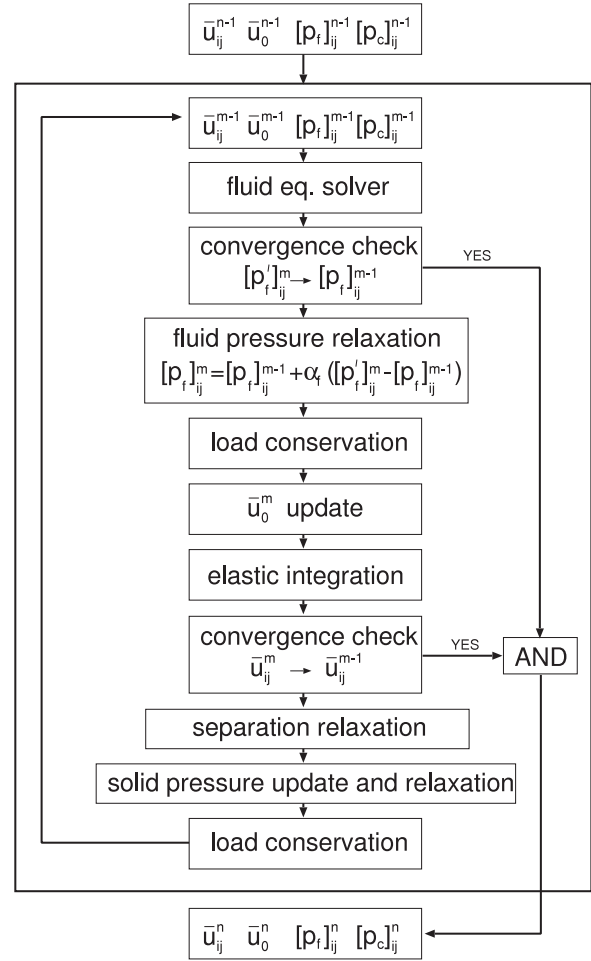 ū_ij^n-1 ū_0^n-1 [p_f]_ij^n-1 [p_c]_ij^n-1
ū_ij^m-1 ū_0^m-1 [p_f]_ij^m-1 [p_c]_ij^m-1
fluid eq. solver
convergence check
[p_f^/]_ij^m → [p_f]_ij^m-1
YES
fluid pressure relaxation
[p_f]_ij^m=[p_f]_ij^m-1+α_f ([p_f^/]_ij^m-[p_f]_ij^m-1)
load conservation
ū_0^m update
elastic integration
convergence check
ū_ij^m → ū_ij^m-1
YES
AND
separation relaxation
solid pressure update and relaxation
load conservation
ū_ij^n ū_0^n [p_f]_ij^n [p_c]_ij^n